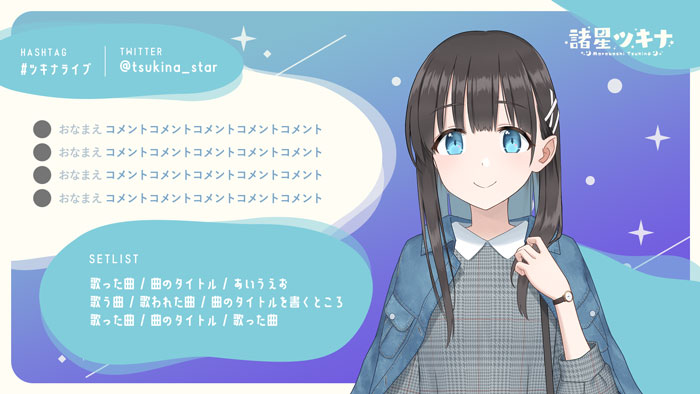 HASHTAG
#ツキナライブ
TWITTER
@tsukina_star
諸星ツキナ
Moroboshi Tsukina
おなまえ コメントコメントコメントコメントコメント
おなまえ コメントコメントコメントコメントコメント
おなまえ コメントコメントコメントコメントコメント
おなまえ コメントコメントコメントコメントコメント
SETLIST
歌った曲 / 曲のタイトル / あいうえお
歌う曲 / 歌われた曲 / 曲のタイトルを書くところ
歌った曲 / 曲のタイトル / 歌った曲